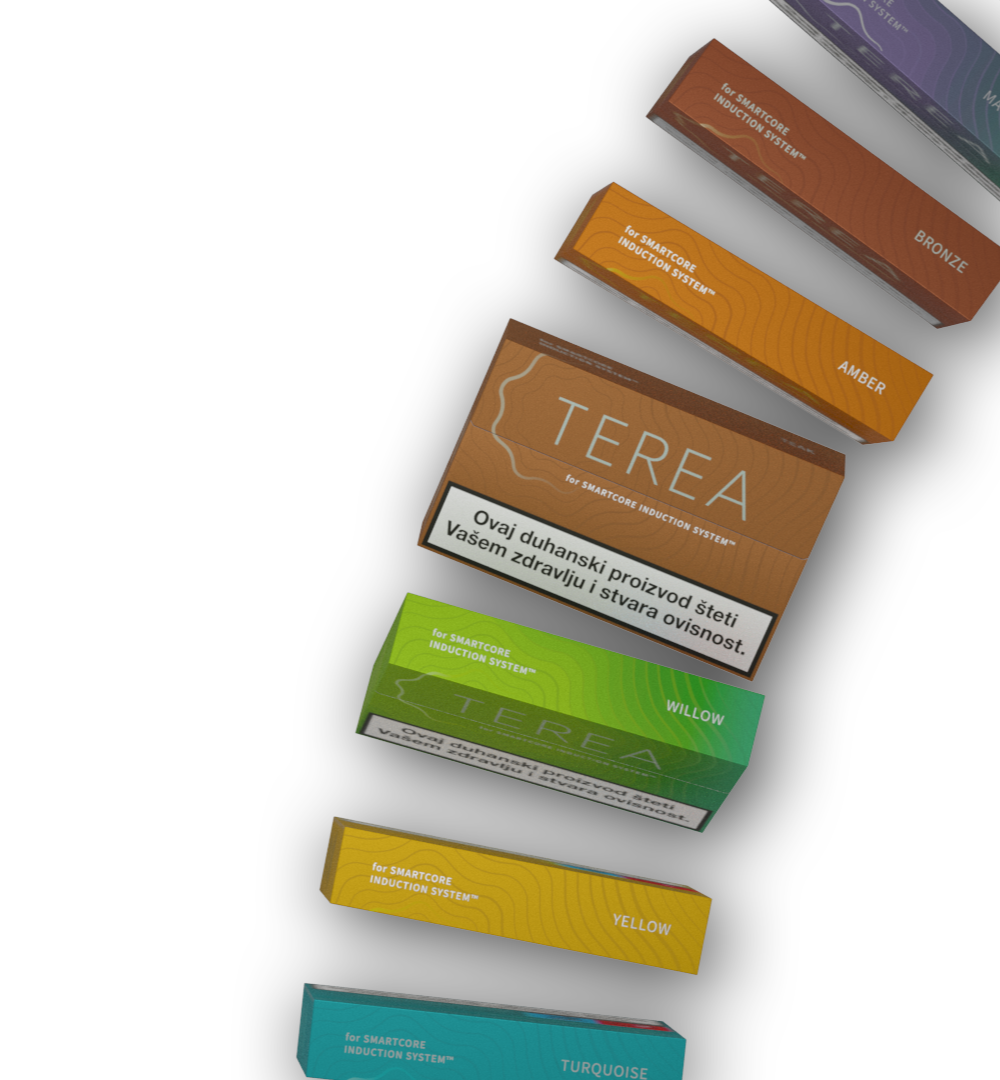 for SMARTCORE
INDUCTION SYSTEM™
BRONZE
TEREA
for SMARTCORE
INDUCTION SYSTEM™
AMBER
TEREA
for SMARTCORE INDUCTION SYSTEM™
Ovaj duhanski proizvod šteti
Vašem zdravlju i stvara ovisnost.
for SMARTCORE
INDUCTION SYSTEM™
WILLOW
TEREA
Ovaj duhanski proizvod šteti
Vašem zdravlju i stvara ovisnost.
for SMARTCORE
INDUCTION SYSTEM™
YELLOW
for SMARTCORE
INDUCTION SYSTEM™
TURQUOISE